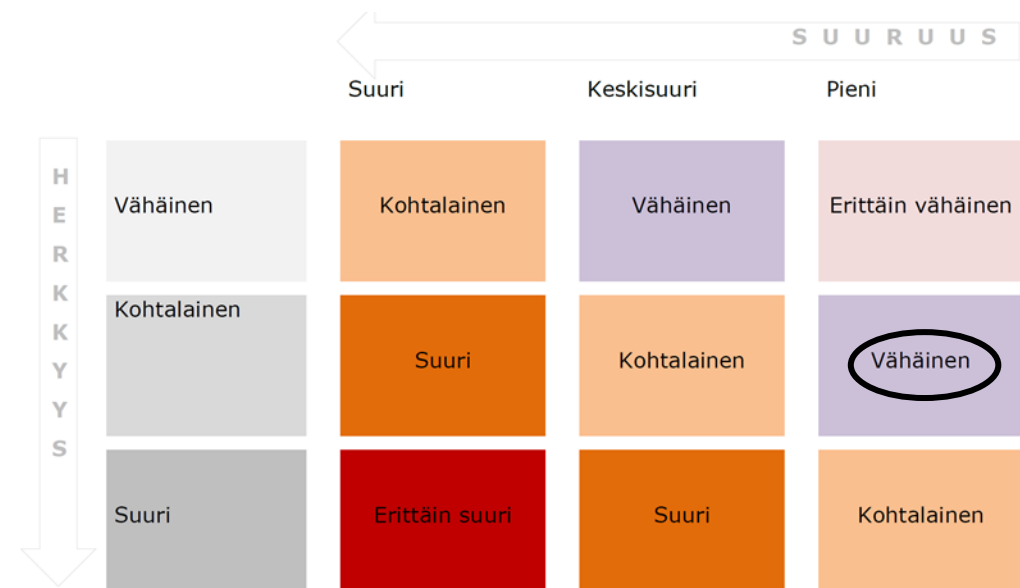 SUURUUS
Suuri Keskisuuri Pieni
HERKKYYS
Vähäinen Kohtalainen Vähäinen Erittäin vähäinen
Kohtalainen Suuri Kohtalainen Vähäinen
Suuri Erittäin suuri Suuri Kohtalainen